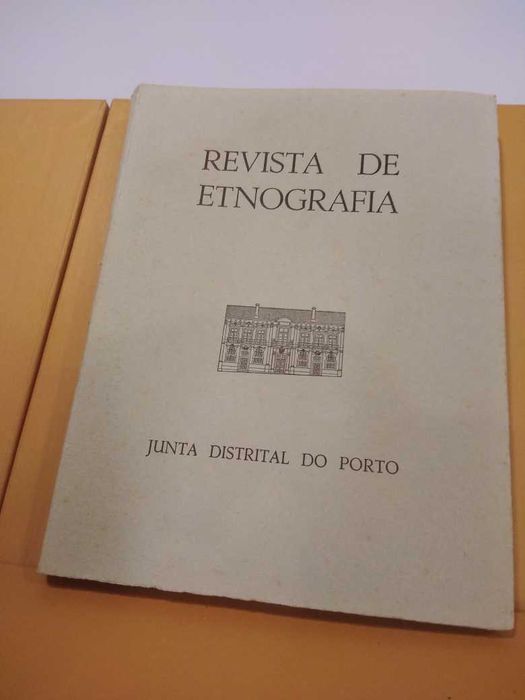 REVISTA DE
ETNOGRAFIA
JUNTA DISTRITAL DO PORTO